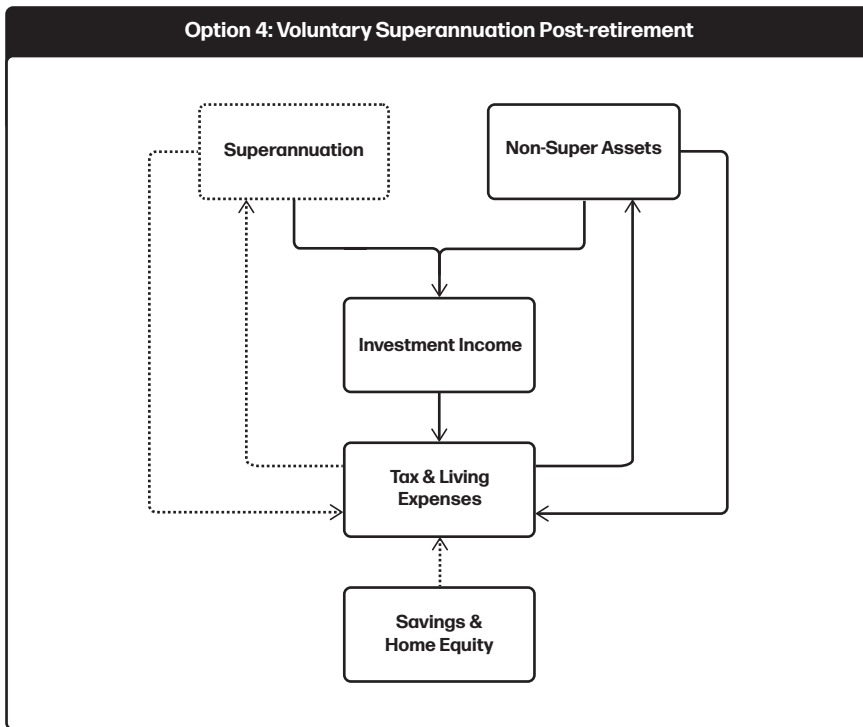 Option 4: Voluntary Superannuation Post-retirement
Superannuation
Non-Super Assets
Investment Income
Tax & Living
Expenses
Savings &
Home Equity